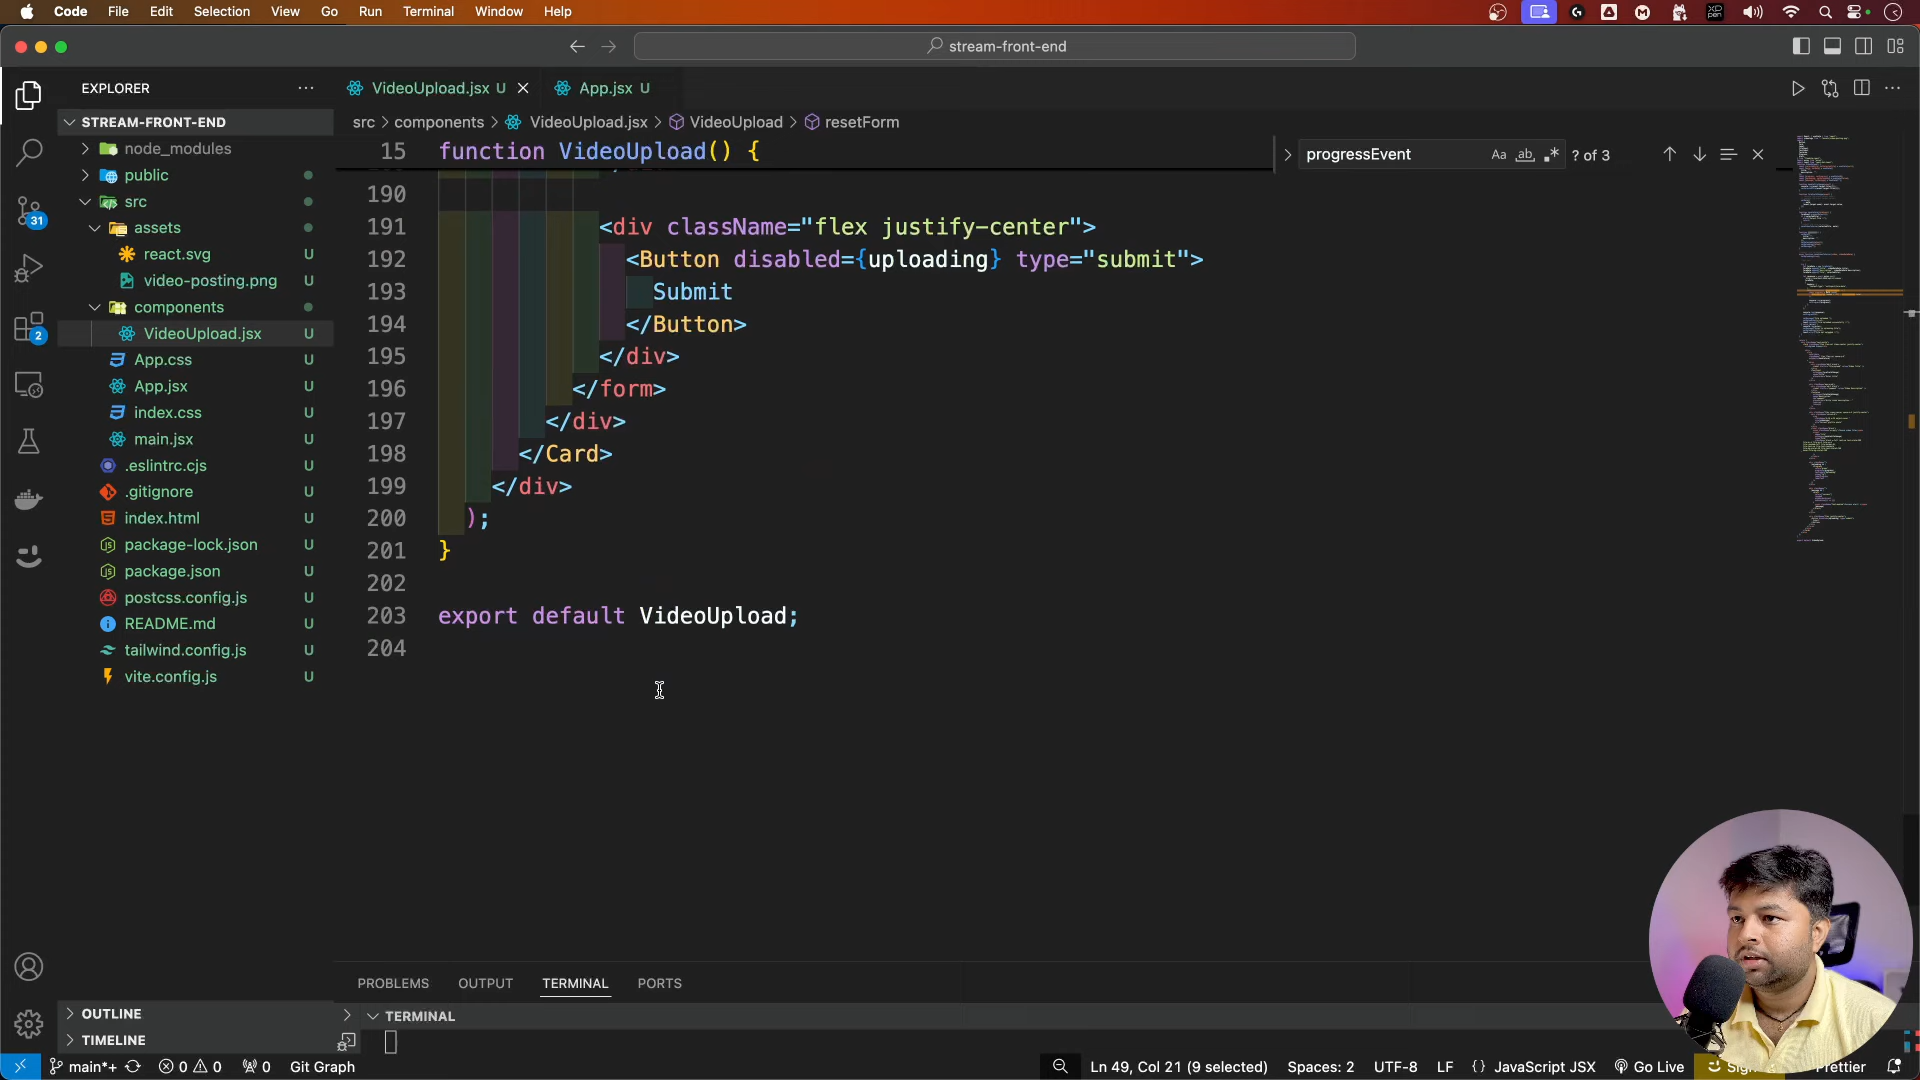 Code File Edit Selection View Go Run Terminal Window Help
stream-front-end
EXPLORER
STREAM-FRONT-END
node_modules
public
src
assets
react.svg U
video-posting.png U
components
VideoUpload.jsx U
App.css U
App.jsx U
index.css U
main.jsx U
.eslintrc.cjs U
.gitignore U
index.html U
package-lock.json U
package.json U
postcss.config.js U
README.md U
tailwind.config.js U
vite.config.js U
31
2
OUTLINE
TIMELINE
VideoUpload.jsx U
App.jsx U
src > components > VideoUpload.jsx > VideoUpload > resetForm
progressEvent Aa ab ? of 3
15 function VideoUpload() {
190
191 <div className="flex justify-center">
192 <Button disabled={uploading} type="submit">
193 Submit
194 </Button>
195 </div>
196 </form>
197 </div>
198 </Card>
199 </div>
200 );
201 }
202
203 export default VideoUpload;
204
PROBLEMS OUTPUT TERMINAL PORTS
TERMINAL
main*+ 0 0 0 Git Graph
Ln 49, Col 21 (9 selected) Spaces: 2 UTF-8 LF {} JavaScript JSX Go Live Prettier